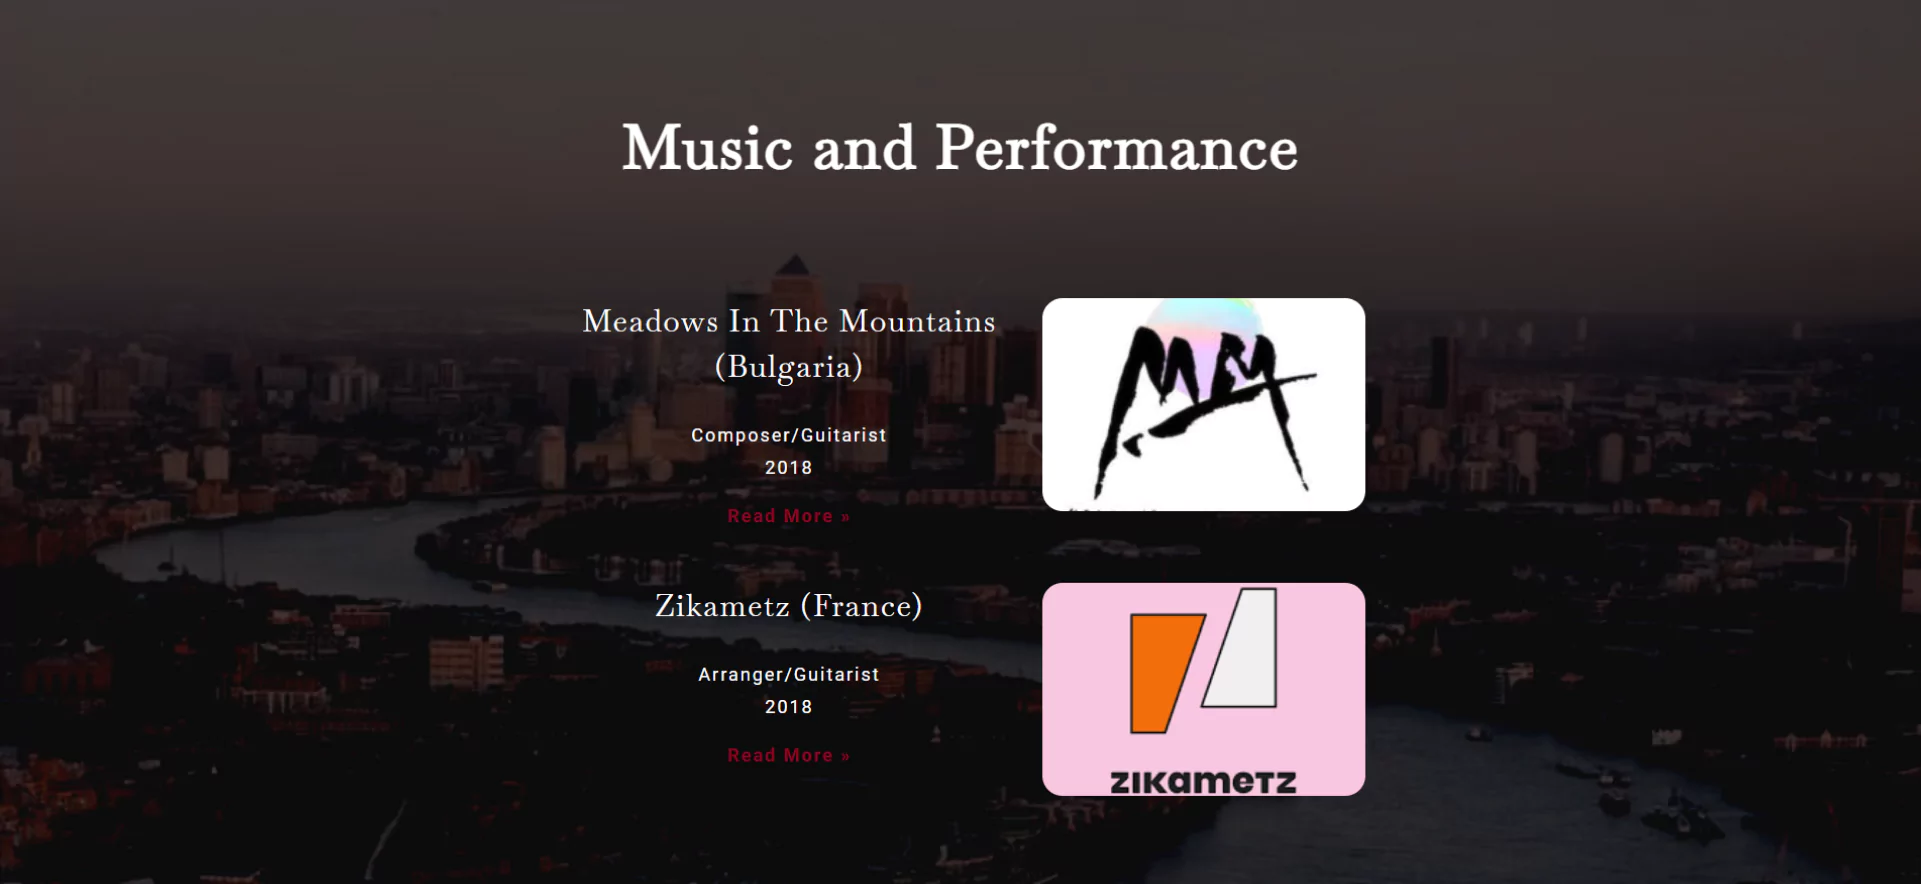 Music and Performance
Meadows In The Mountains
(Bulgaria)
Composer/Guitarist
2018
Read More »
Zikametz (France)
Arranger/Guitarist
2018
Read More »
zikametz